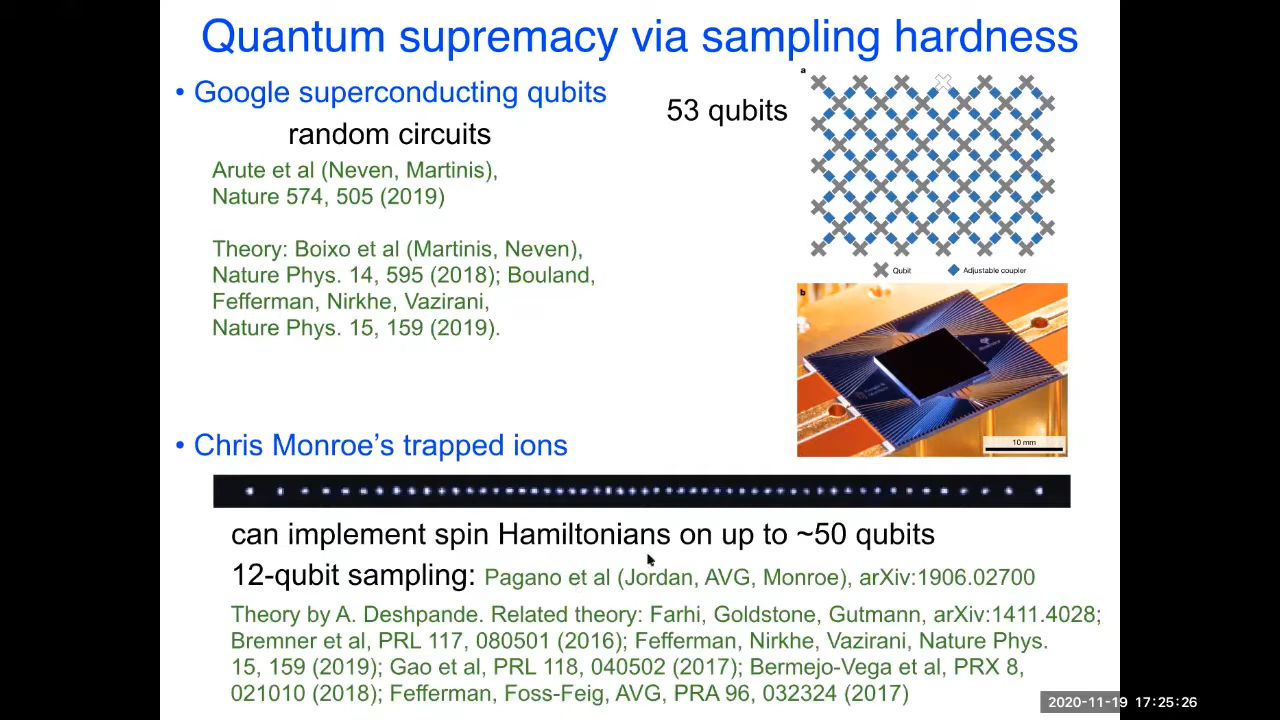 Quantum supremacy via sampling hardness
• Google superconducting qubits
random circuits
53 qubits
Arute et al (Neven, Martinis),
Nature 574, 505 (2019)
Theory: Boixo et al (Martinis, Neven),
Nature Phys. 14, 595 (2018); Bouland,
Fefferman, Nirkhe, Vazirani,
Nature Phys. 15, 159 (2019).
a
Qubit
Adjustable coupler
b
10 mm
• Chris Monroe’s trapped ions
can implement spin Hamiltonians on up to ~50 qubits
12-qubit sampling: Pagano et al (Jordan, AVG, Monroe), arXiv:1906.02700
Theory by A. Deshpande. Related theory: Farhi, Goldstone, Gutmann, arXiv:1411.4028;
Bremner et al, PRL 117, 080501 (2016); Fefferman, Nirkhe, Vazirani, Nature Phys.
15, 159 (2019); Gao et al, PRL 118, 040502 (2017); Bermejo-Vega et al, PRX 8,
021010 (2018); Fefferman, Foss-Feig, AVG, PRA 96, 032324 (2017)
2020-11-19 17:25:26